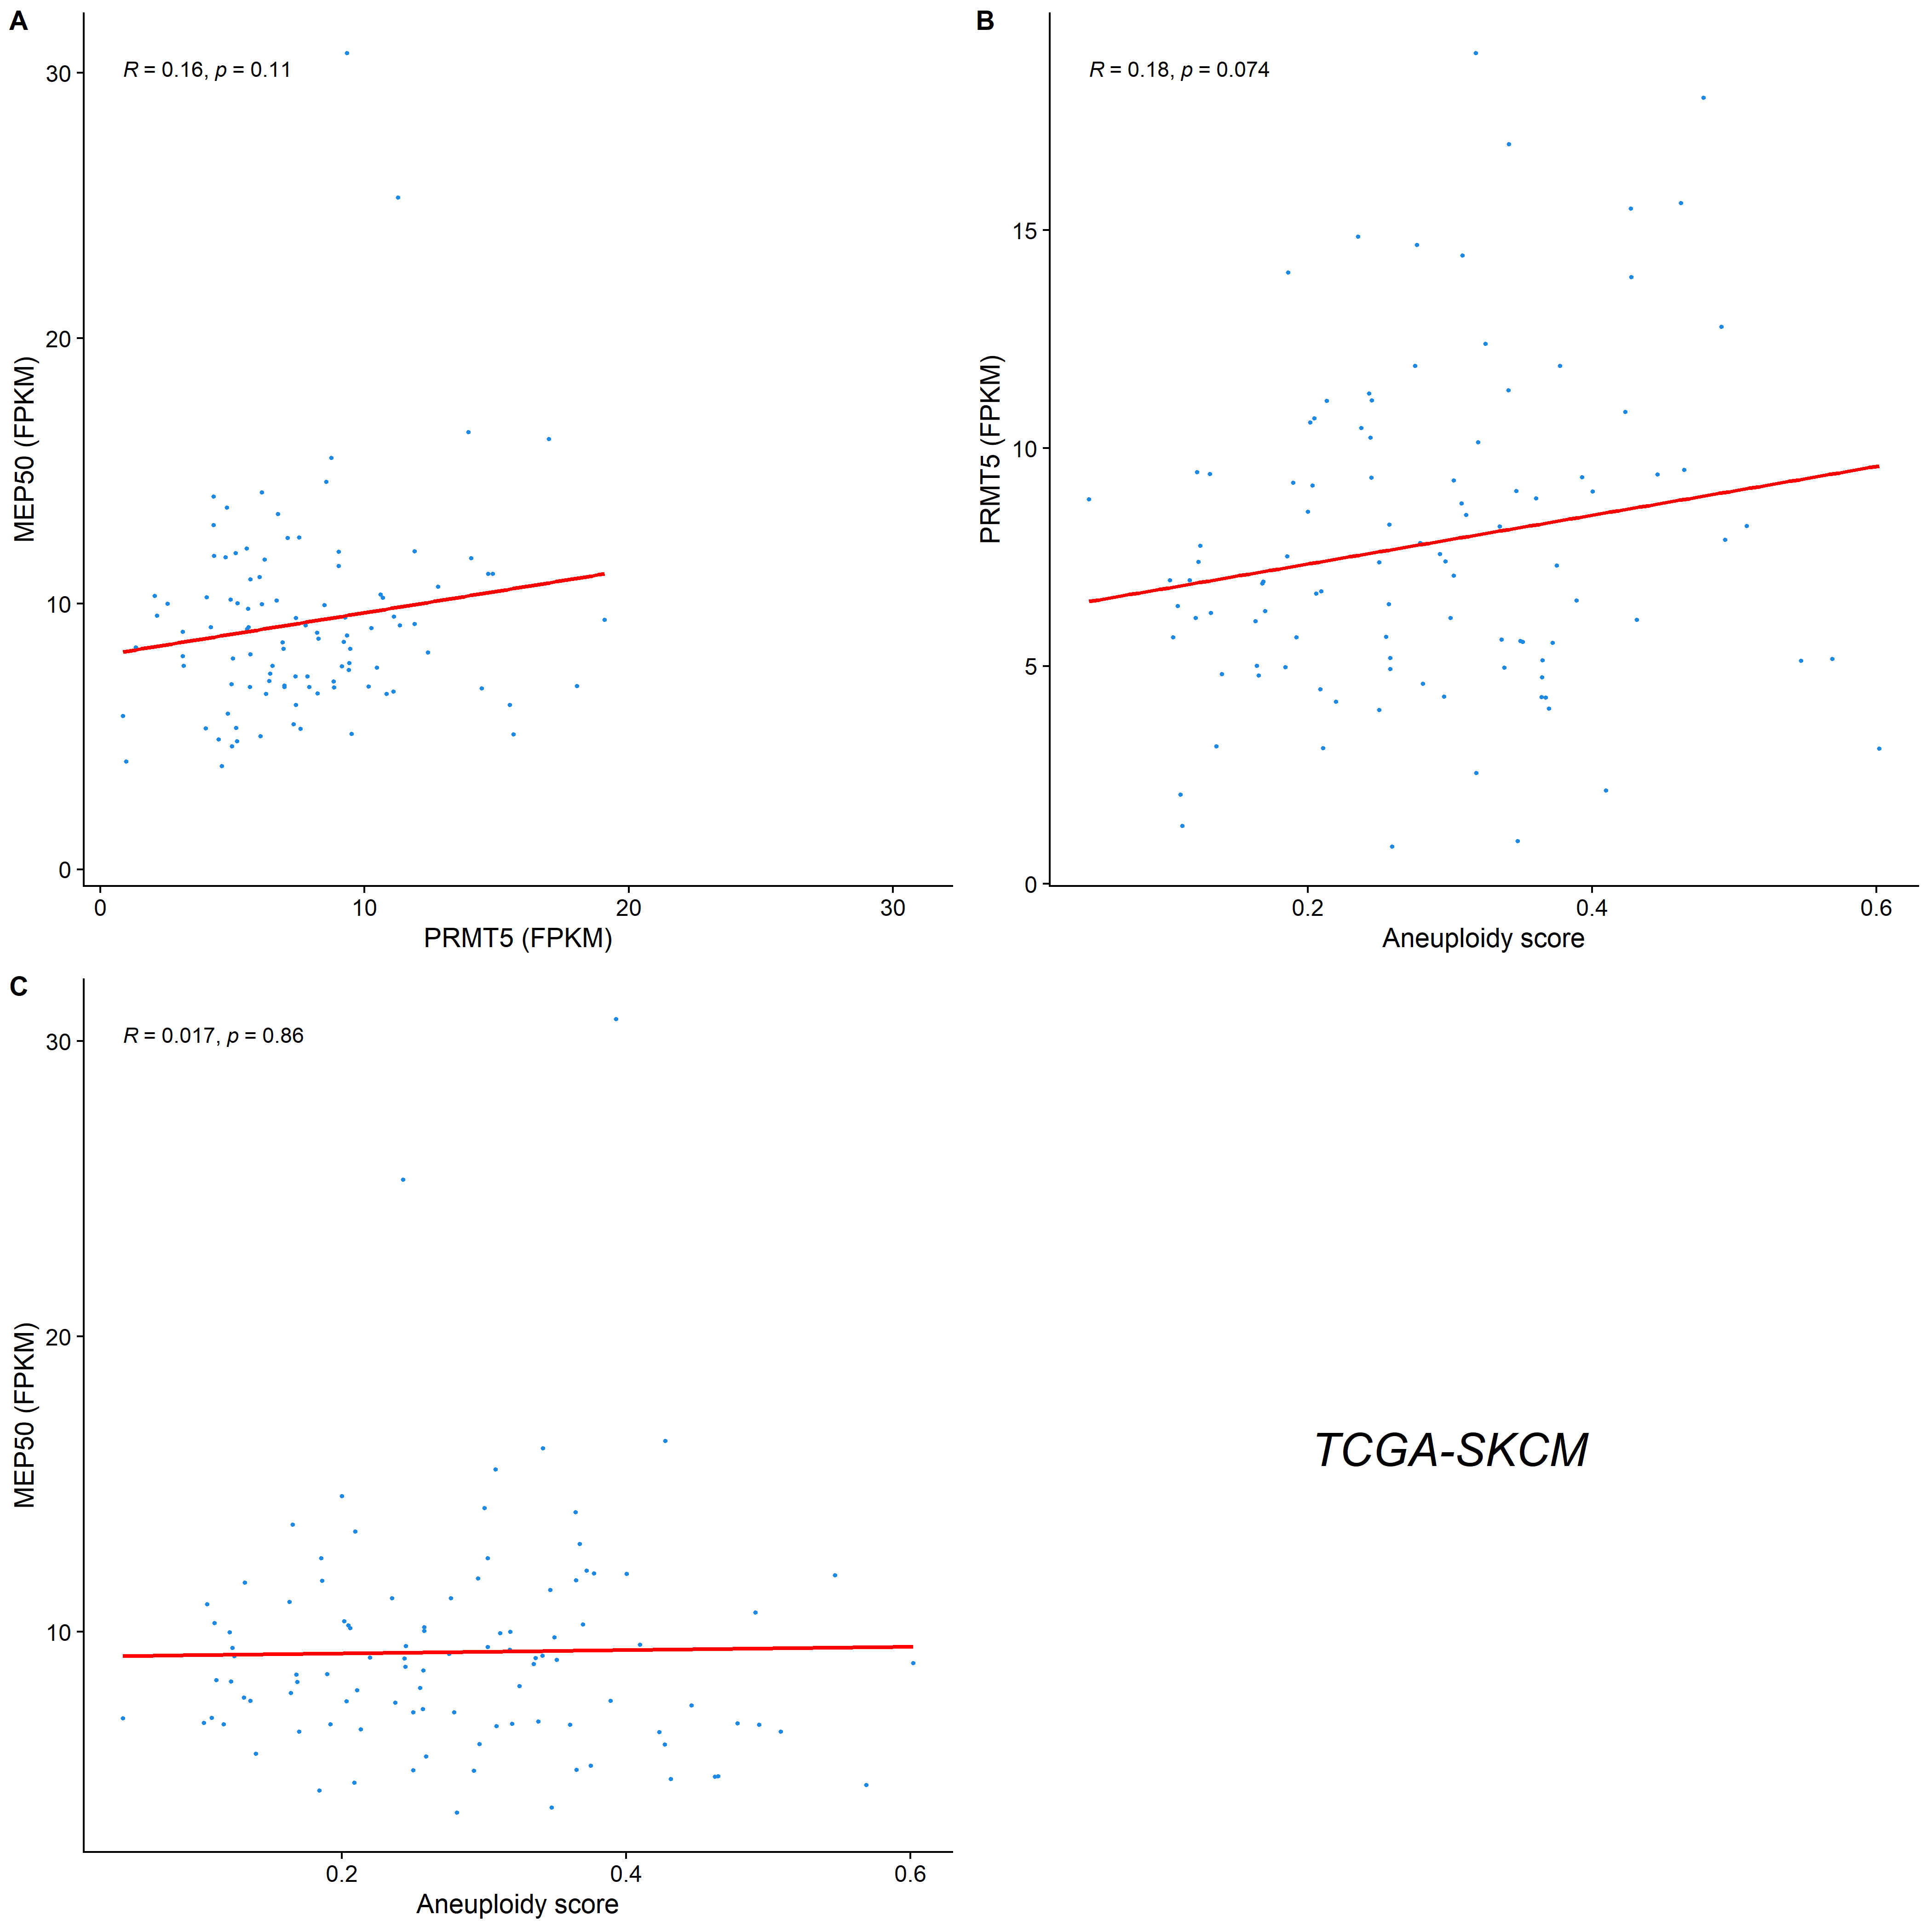 A
R = 0.16, p = 0.11
30
20
10
0
MEP50 (FPKM)
0 10 20 30
PRMT5 (FPKM)
B
R = 0.18, p = 0.074
15
10
5
0
PRMT5 (FPKM)
0.2 0.4 0.6
Aneuploidy score
C
R = 0.017, p = 0.86
30
20
10
MEP50 (FPKM)
0.2 0.4 0.6
Aneuploidy score
TCGA-SKCM